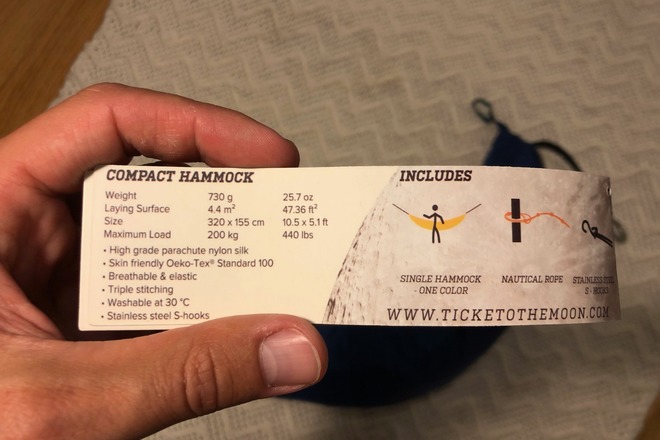 COMPACT HAMMOCK
Weight 730 g 25.7 oz
Laying Surface 4.4 m² 47.36 ft²
Size 320 x 155 cm 10.5 x 5.1 ft
Maximum Load 200 kg 440 lbs
• High grade parachute nylon silk
• Skin friendly Oeko-Tex® Standard 100
• Breathable & elastic
• Triple stitching
• Washable at 30 °C
• Stainless steel S-hooks
INCLUDES
SINGLE HAMMOCK
- ONE COLOR
NAUTICAL ROPE
STAINLESS STEEL
S - HOOKS
WWW.TICKETOTHEMOON.COM